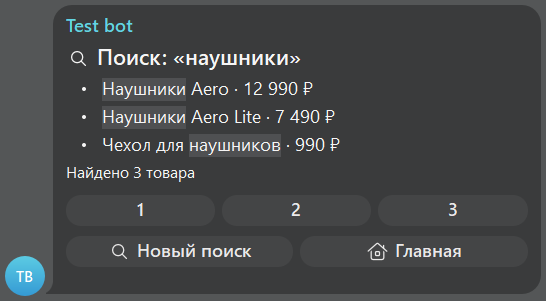 Test bot
Поиск: «наушники»
• Наушники Aero · 12 990 ₽
• Наушники Aero Lite · 7 490 ₽
• Чехол для наушников · 990 ₽
Найдено 3 товара
1 2 3
Новый поиск Главная
TB